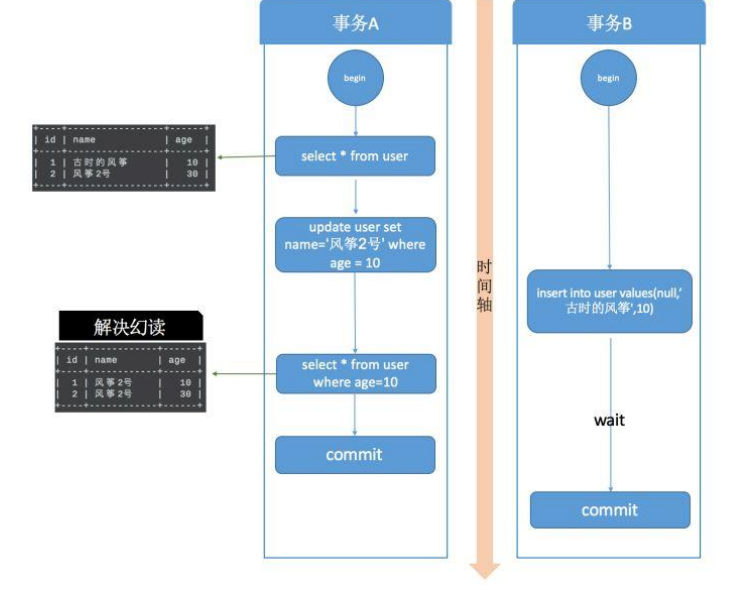 事务A
事务B
begin
begin
select * from user
+----+--------------+------+
| id | name | age |
+----+--------------+------+
| 1 | 古时的风筝 | 10 |
| 2 | 风筝2号 | 30 |
+----+--------------+------+
update user set
name='风筝2号' where
age = 10
时
间
轴
insert into user values(null,'
古时的风筝',10)
解决幻读
+----+--------------+------+
| id | name | age |
+----+--------------+------+
| 1 | 风筝2号 | 10 |
| 2 | 风筝2号 | 30 |
+----+--------------+------+
select * from user
where age=10
wait
commit
commit